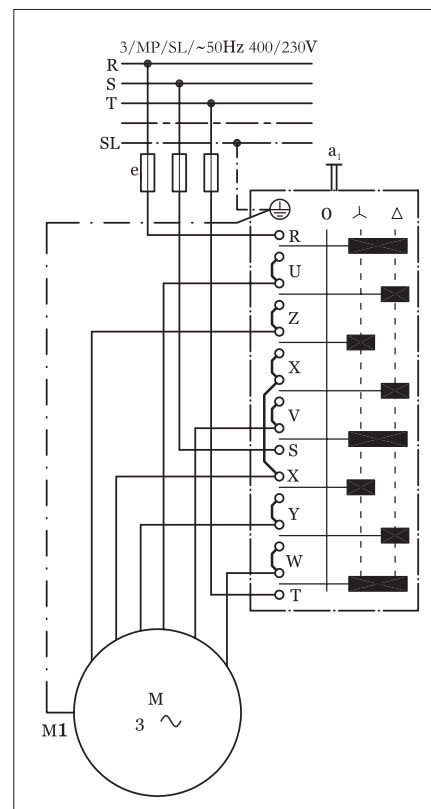 3/MP/SL/~50Hz 400/230V
R
S
T
SL
e
a1
0 ⅄ Δ
R
U
Z
X
V
S
X
Y
W
T
M
3 ~
M1